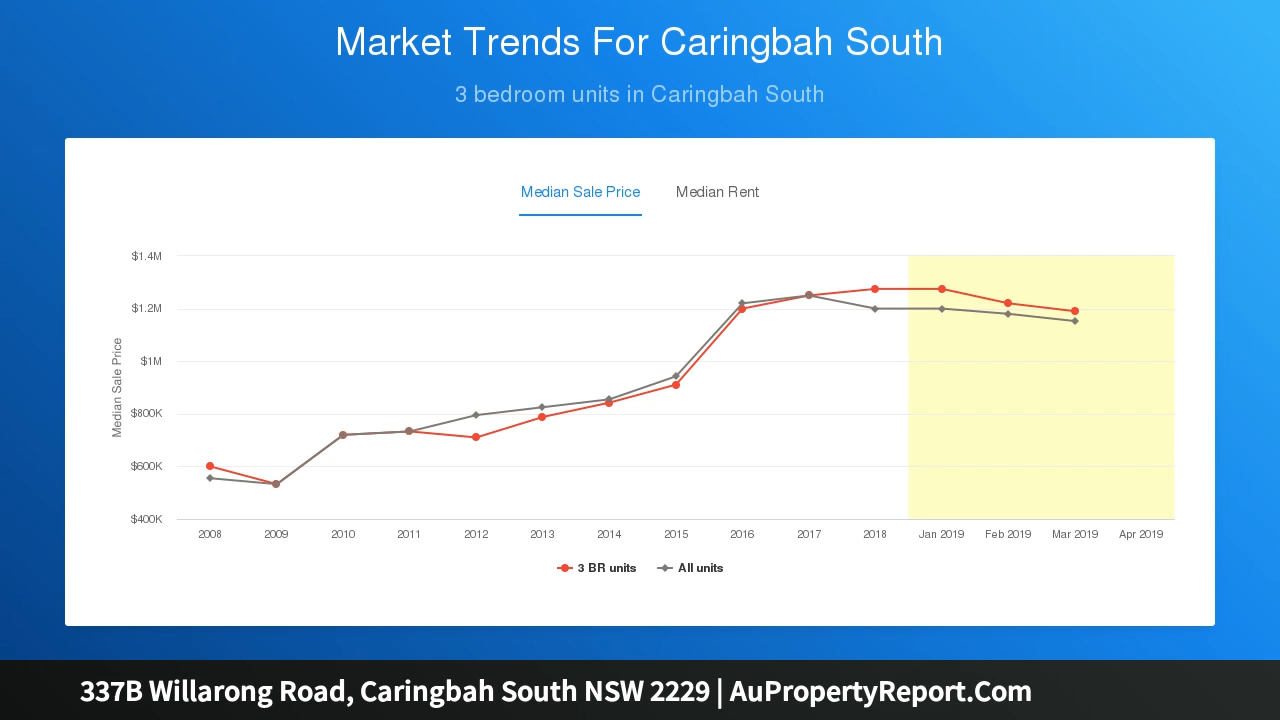 Market Trends For Caringbah South
3 bedroom units in Caringbah South
Median Sale Price Median Rent
Median Sale Price
$1.4M
$1.2M
$1M
$800K
$600K
$400K
2008 2009 2010 2011 2012 2013 2014 2015 2016 2017 2018 Jan 2019 Feb 2019 Mar 2019 Apr 2019
3 BR units All units
337B Willarong Road, Caringbah South NSW 2229 | AuPropertyReport.Com